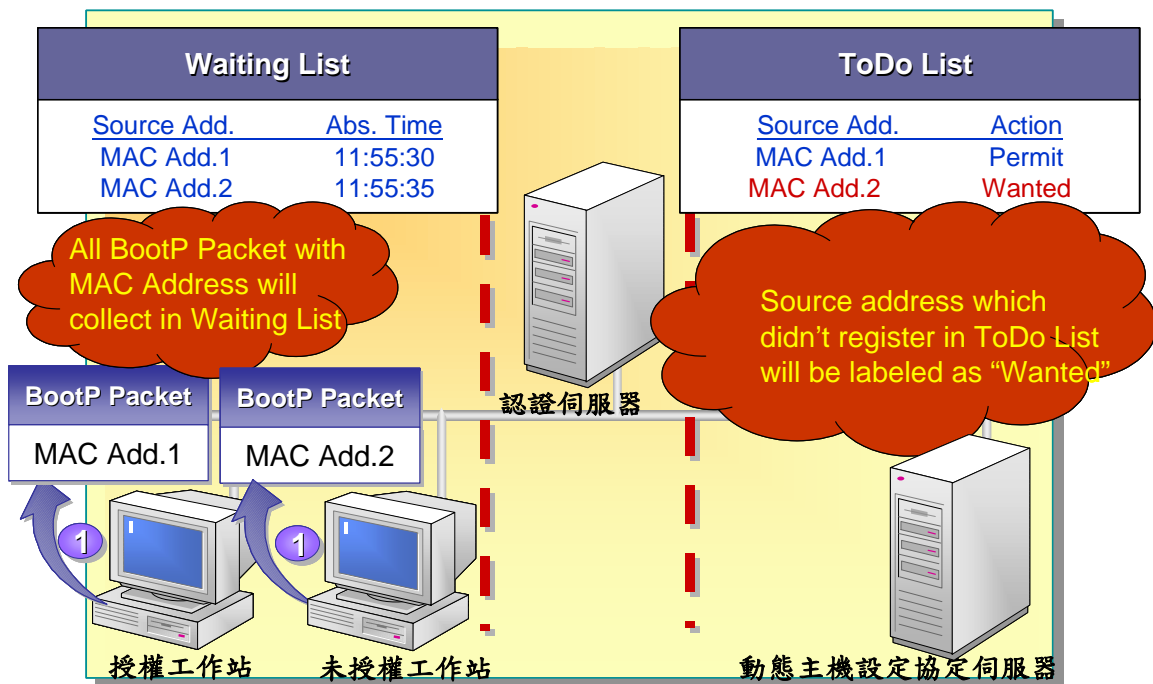 Waiting List
Source Add. Abs. Time
MAC Add.1 11:55:30
MAC Add.2 11:55:35
ToDo List
Source Add. Action
MAC Add.1 Permit
MAC Add.2 Wanted
All BootP Packet with
MAC Address will
collect in Waiting List
Source address which
didn’t register in ToDo List
will be labeled as “Wanted”
BootP Packet
MAC Add.1
BootP Packet
MAC Add.2
認證伺服器
1
1
授權工作站
未授權工作站
動態主機設定協定伺服器